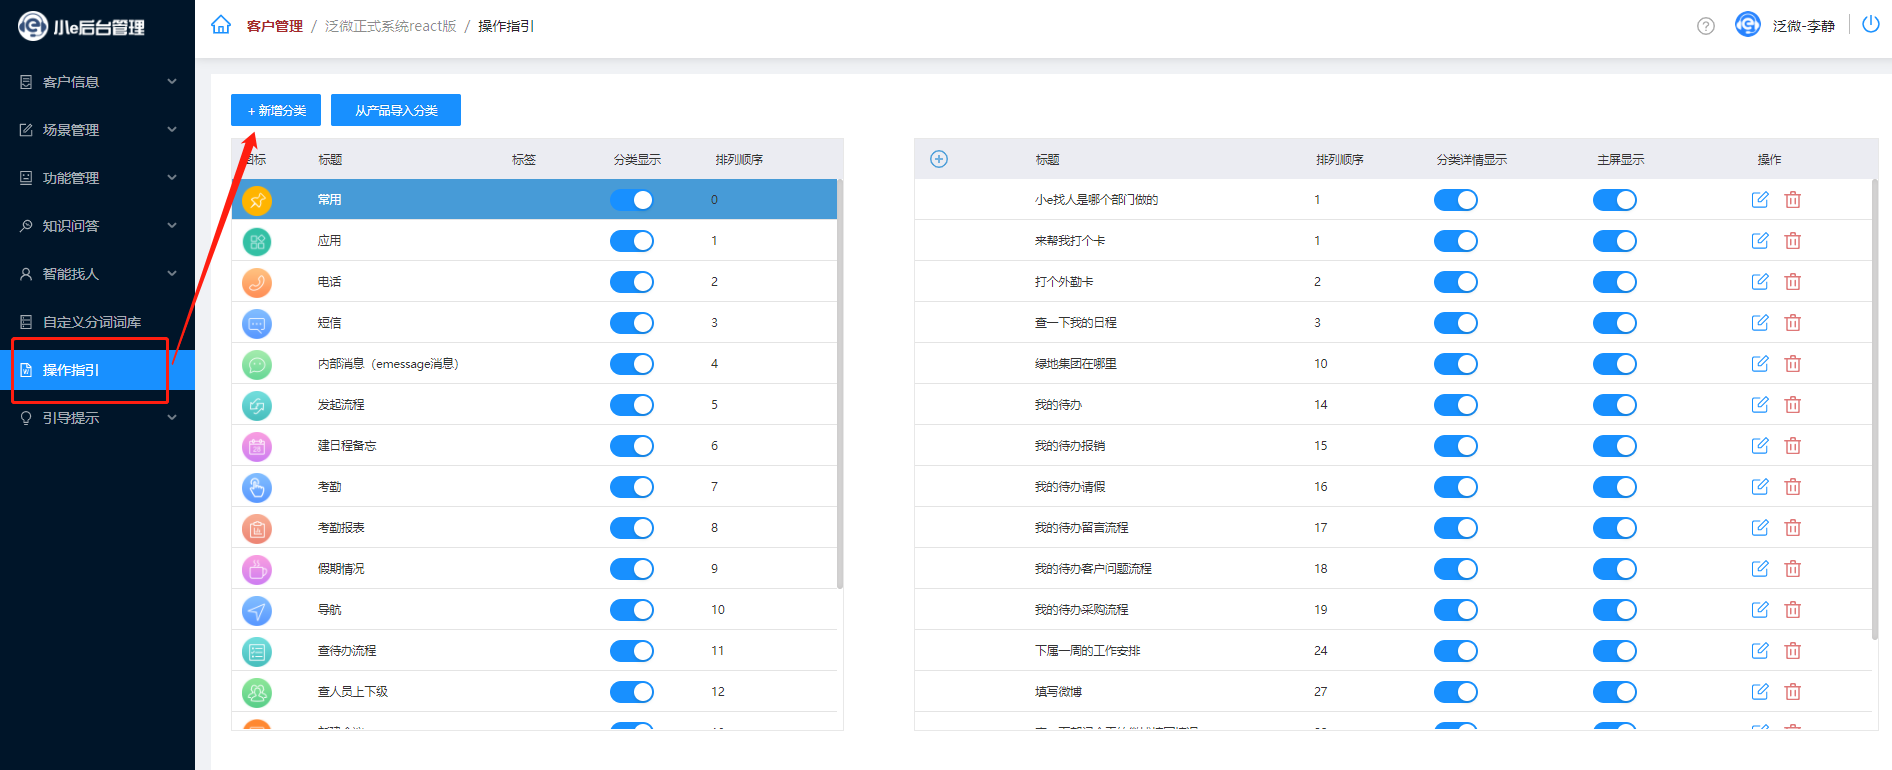 小e后台管理
客户管理 / 泛微正式系统react版 / 操作指引
泛微-李静
客户信息
场景管理
功能管理
知识问答
智能找人
自定义分词词库
操作指引
引导提示
+ 新增分类 从产品导入分类
图标 标题 标签 分类显示 排列顺序
常用 0
应用 1
电话 2
短信 3
内部消息（emessage消息） 4
发起流程 5
建日程备忘 6
考勤 7
考勤报表 8
假期情况 9
导航 10
查待办流程 11
查人员上下级 12
标题 排列顺序 分类详情显示 主屏显示 操作
小e找人是哪个部门做的 1
来帮我打个卡 1
打个外勤卡 2
查一下我的日程 3
绿地集团在哪里 10
我的待办 14
我的待办报销 15
我的待办请假 16
我的待办留言流程 17
我的待办客户问题流程 18
我的待办采购流程 19
下属一周的工作安排 24
填写微博 27